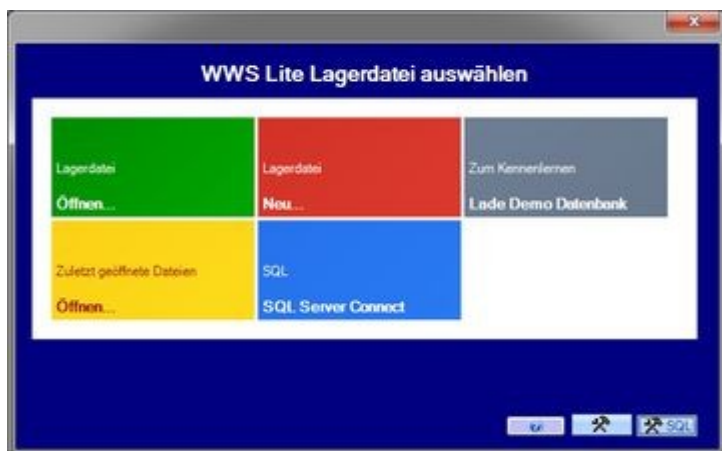 WWS Lite Lagerdatei auswählen
Lagerdatei
Öffnen...
Lagerdatei
Neu...
Zum Kennenlernen
Lade Demo Datenbank
Zuletzt geöffnete Dateien
Öffnen...
SQL
SQL Server Connect
SQL